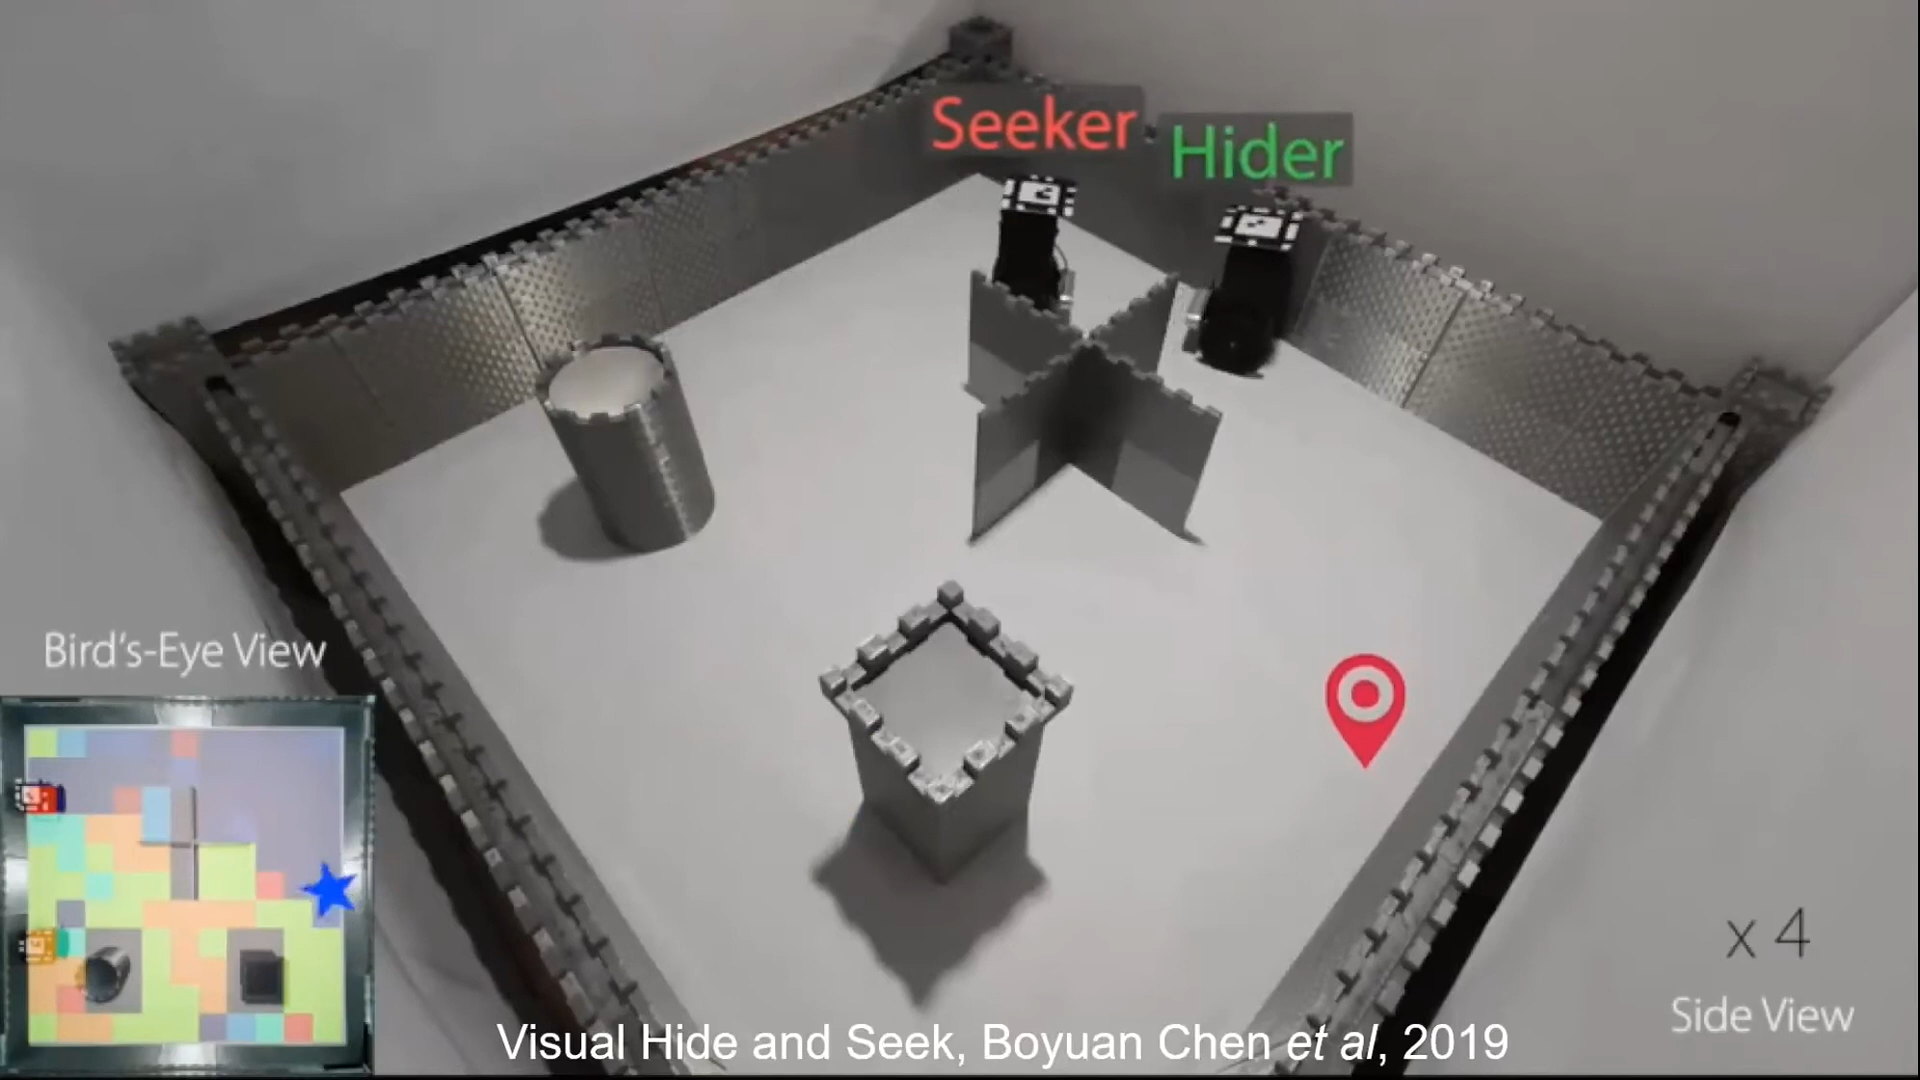 Seeker
Hider
Bird's-Eye View
x 4
Side View
Visual Hide and Seek, Boyuan Chen et al, 2019